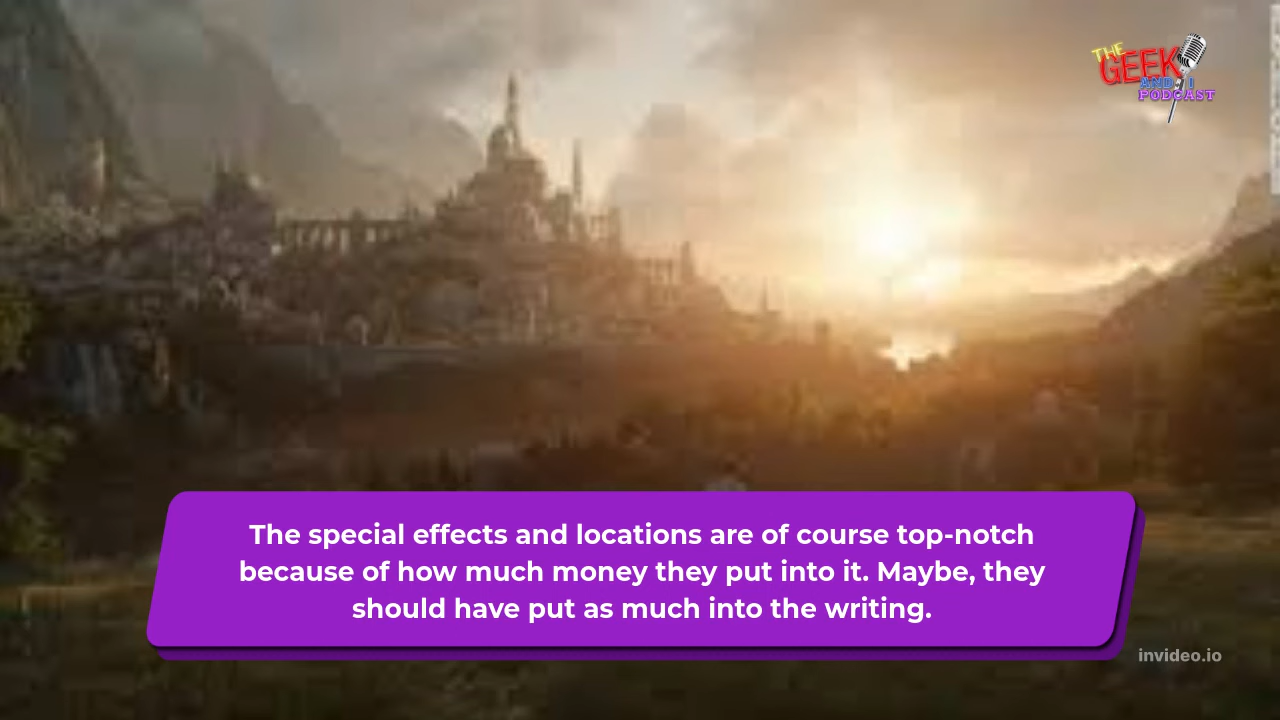 THE
GEEK
AND I
PODCAST
The special effects and locations are of course top-notch
because of how much money they put into it. Maybe, they
should have put as much into the writing.
invideo.io